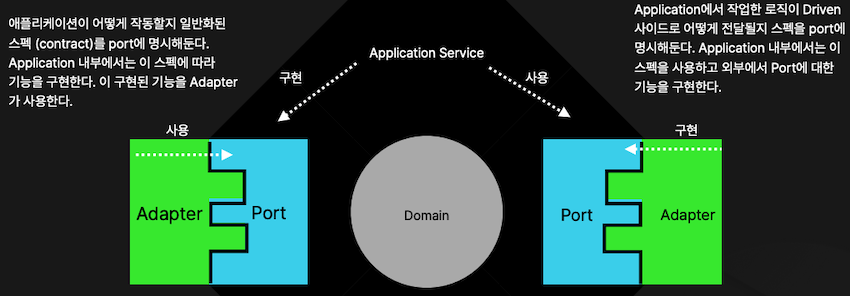 애플리케이션이 어떻게 작동할지 일반화된
스펙 (contract)를 port에 명시해둔다.
Application 내부에서는 이 스펙에 따라
기능을 구현한다. 이 구현된 기능을 Adapter
가 사용한다.
Application에서 작업한 로직이 Driven
사이드로 어떻게 전달될지 스펙을 port에
명시해둔다. Application 내부에서는 이
스펙을 사용하고 외부에서 Port에 대한
기능을 구현한다.
Application Service
구현
사용
사용
구현
Adapter
Port
Domain
Port
Adapter